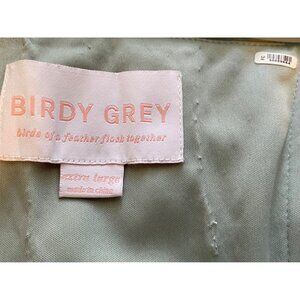 BIRDY GREY
birds of a feather flock together
extra large
made in china